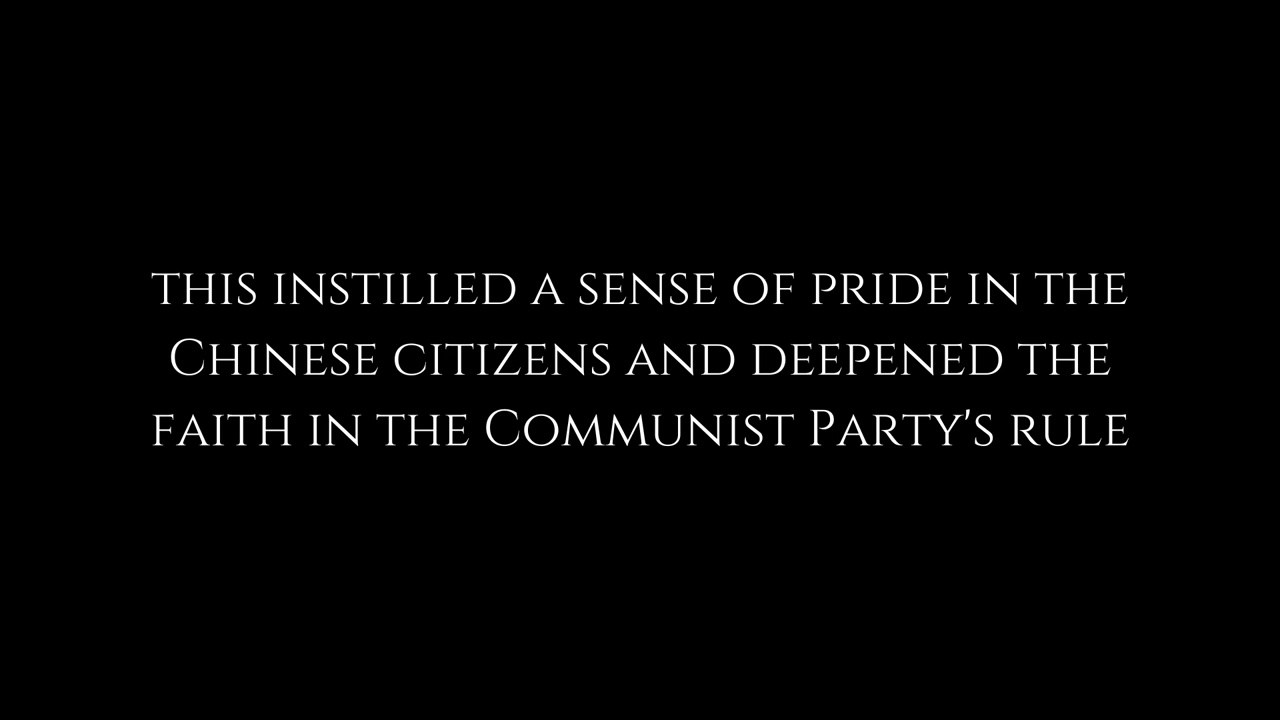 this instilled a sense of pride in the
Chinese citizens and deepened the
faith in the Communist Party's rule